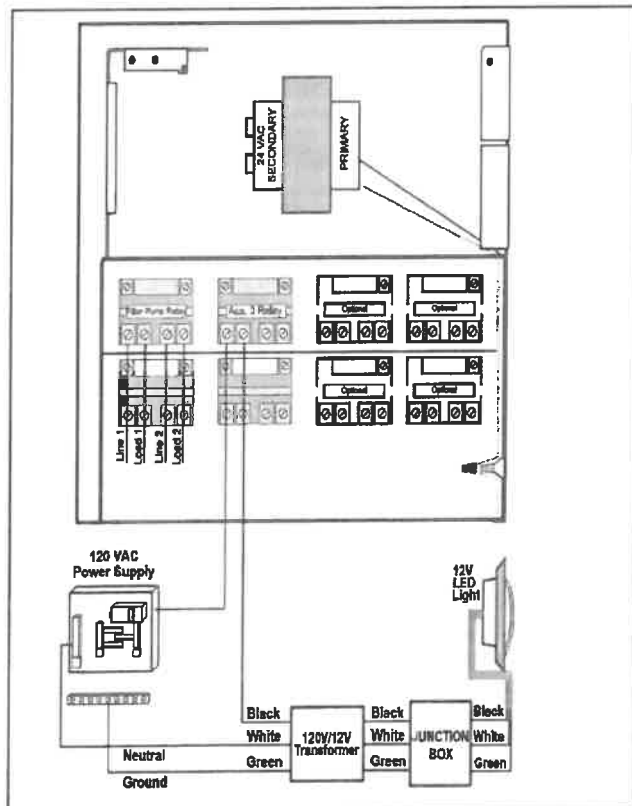 24 VAC
SECONDARY
PRIMARY
Filter Pump Relay
Aux. 3 Relay
Optional
Optional
Optional
Optional
Line 1
Load 1
Line 2
Load 2
120 VAC
Power Supply
12V
LED
Light
Black
White
Green
Neutral
Ground
120V/12V
Transformer
Black
White
Green
JUNCTION
BOX
Black
White
Green